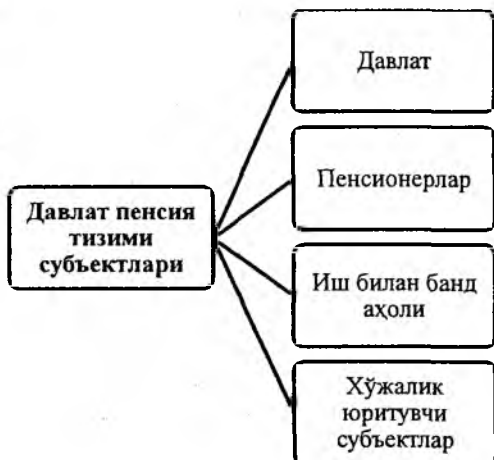 Давлат
Пенсионерлар
Давлат пенсия
тизими
субъектлари
Иш билан банд
аҳоли
Хўжалик
юритувчи
субъектлар